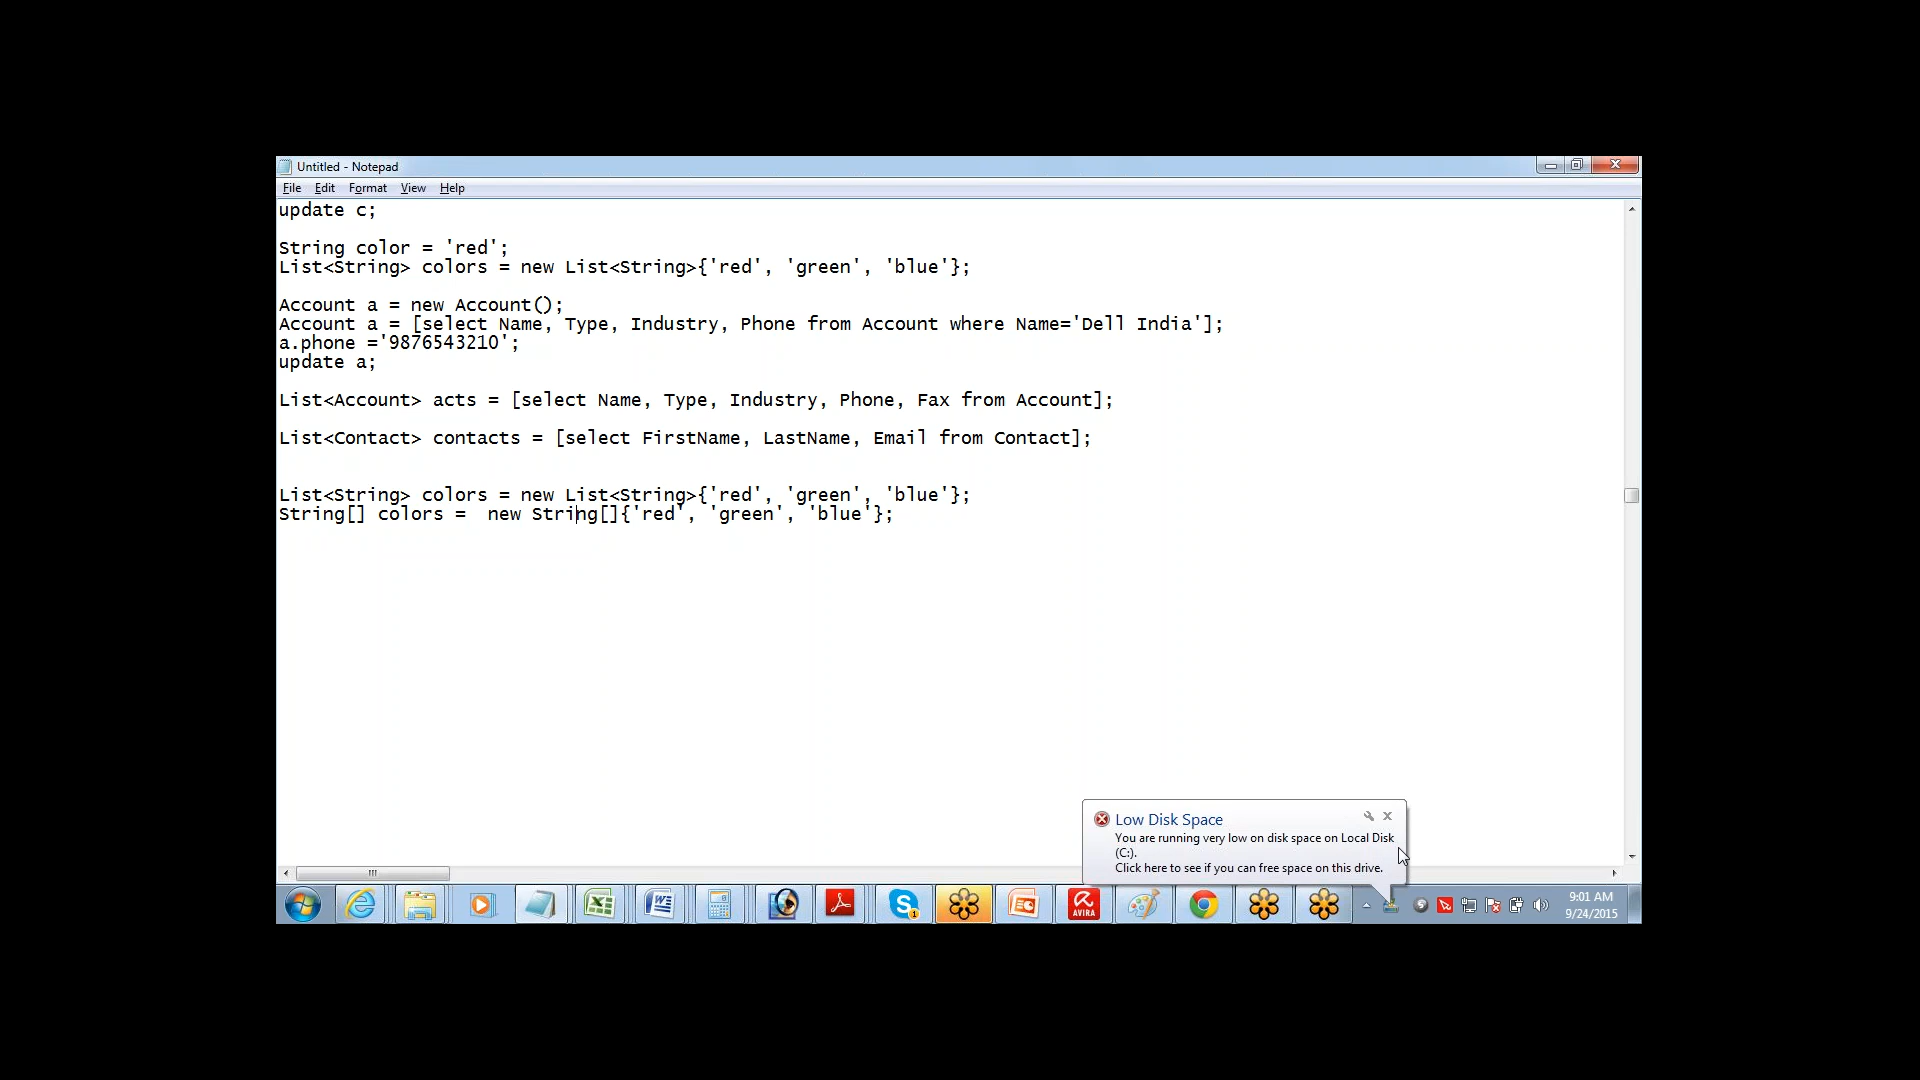 Untitled - Notepad
File Edit Format View Help
update c;
String color = 'red';
List<String> colors = new List<String>{'red', 'green', 'blue'};
Account a = new Account();
Account a = [select Name, Type, Industry, Phone from Account where Name='Dell India'];
a.phone ='9876543210';
update a;
List<Account> acts = [select Name, Type, Industry, Phone, Fax from Account];
List<Contact> contacts = [select FirstName, LastName, Email from Contact];
List<String> colors = new List<String>{'red', 'green', 'blue'};
String[] colors =  new String[]{'red', 'green', 'blue'};
Low Disk Space
You are running very low on disk space on Local Disk
(C:).
Click here to see if you can free space on this drive.
AVIRA
1
9:01 AM
9/24/2015